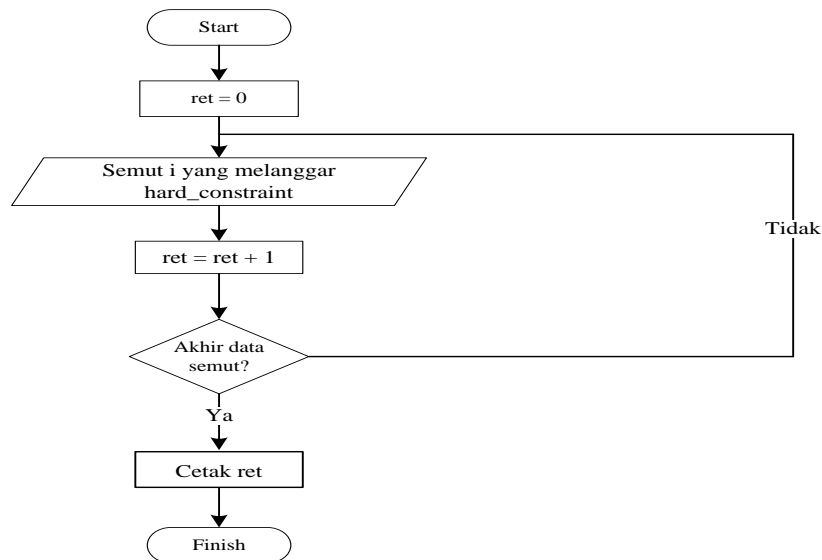 Start
ret = 0
Semut i yang melanggar
hard_constraint
Tidak
ret = ret + 1
Akhir data
semut?
Ya
Cetak ret
Finish